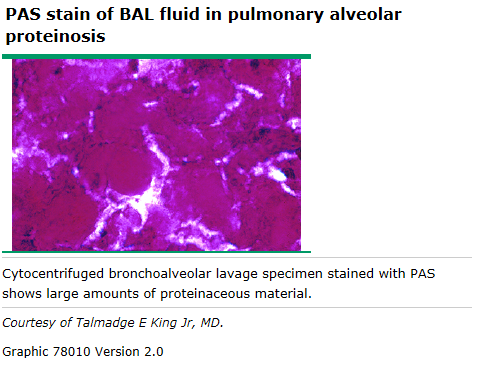 PAS stain of BAL fluid in pulmonary alveolar
proteinosis
Cytocentrifuged bronchoalveolar lavage specimen stained with PAS
shows large amounts of proteinaceous material.
Courtesy of Talmadge E King Jr, MD.
Graphic 78010 Version 2.0